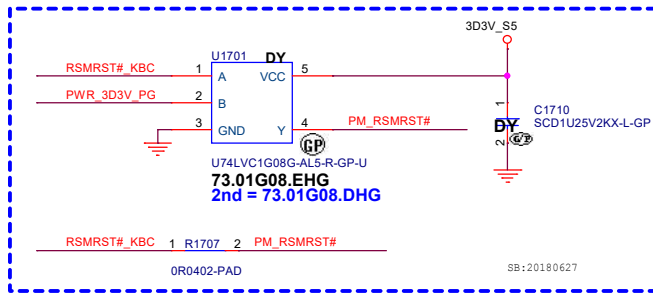 3D3V_S5
U1701 DY
RSMRST#_KBC 1 A VCC 5
PWR_3D3V_PG 2 B
3 GND Y 4 PM_RSMRST#
GP
1
C1710
DY SCD1U25V2KX-L-GP
2 GP
U74LVC1G08G-AL5-R-GP-U
73.01G08.EHG
2nd = 73.01G08.DHG
RSMRST#_KBC 1 R1707 2 PM_RSMRST#
0R0402-PAD
SB:20180627